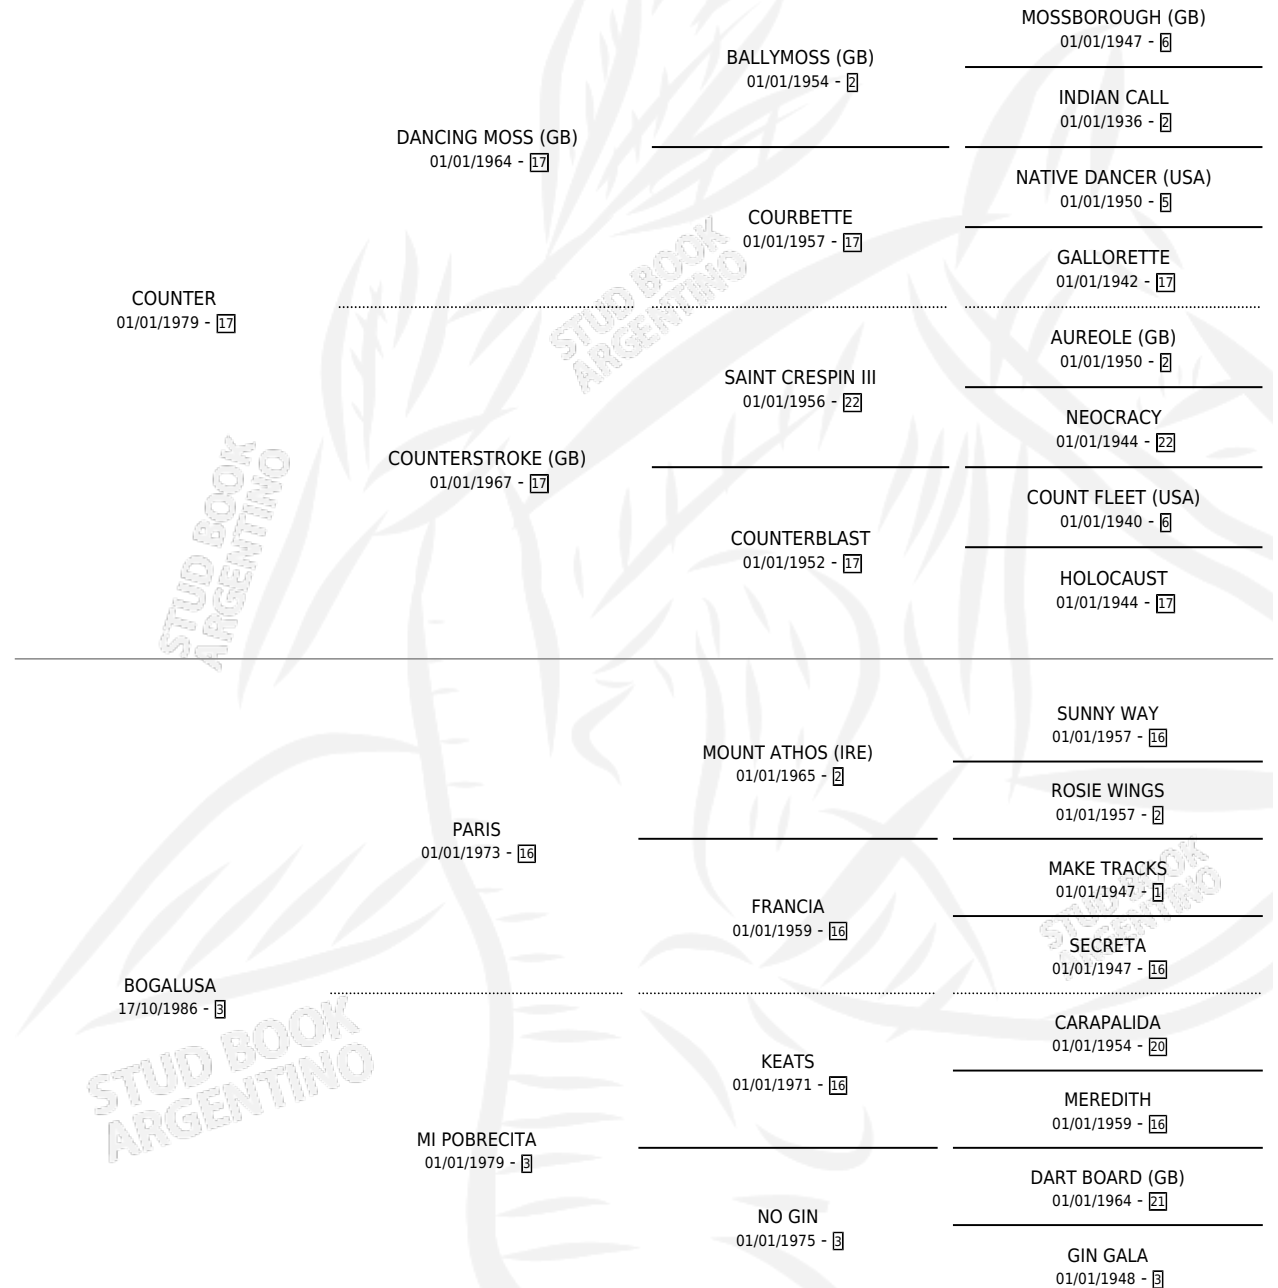 MOSSBOROUGH (GB)
01/01/1947 - 6
BALLYMOSS (GB)
01/01/1954 - 2
INDIAN CALL
01/01/1936 - 2
DANCING MOSS (GB)
01/01/1964 - 17
NATIVE DANCER (USA)
01/01/1950 - 5
COURBETTE
01/01/1957 - 17
GALLORETTE
01/01/1942 - 17
COUNTER
01/01/1979 - 17
STUD BOOK
ARGENTINO
AUREOLE (GB)
01/01/1950 - 2
SAINT CRESPIN III
01/01/1956 - 22
NEOCRACY
01/01/1944 - 22
COUNTERSTROKE (GB)
01/01/1967 - 17
COUNT FLEET (USA)
01/01/1940 - 6
COUNTERBLAST
01/01/1952 - 17
HOLOCAUST
01/01/1944 - 17
STUD BOOK
ARGENTINO
SUNNY WAY
01/01/1957 - 16
MOUNT ATHOS (IRE)
01/01/1965 - 2
ROSIE WINGS
01/01/1957 - 2
PARIS
01/01/1973 - 16
MAKE TRACKS
01/01/1947 - 1
FRANCIA
01/01/1959 - 16
STUD BOOK
ARGENTINO
SECRETA
01/01/1947 - 16
BOGALUSA
17/10/1986 - 3
CARAPALIDA
01/01/1954 - 20
KEATS
01/01/1971 - 16
STUD BOOK
ARGENTINO
MEREDITH
01/01/1959 - 16
MI POBRECITA
01/01/1979 - 3
DART BOARD (GB)
01/01/1964 - 21
NO GIN
01/01/1975 - 3
GIN GALA
01/01/1948 - 3